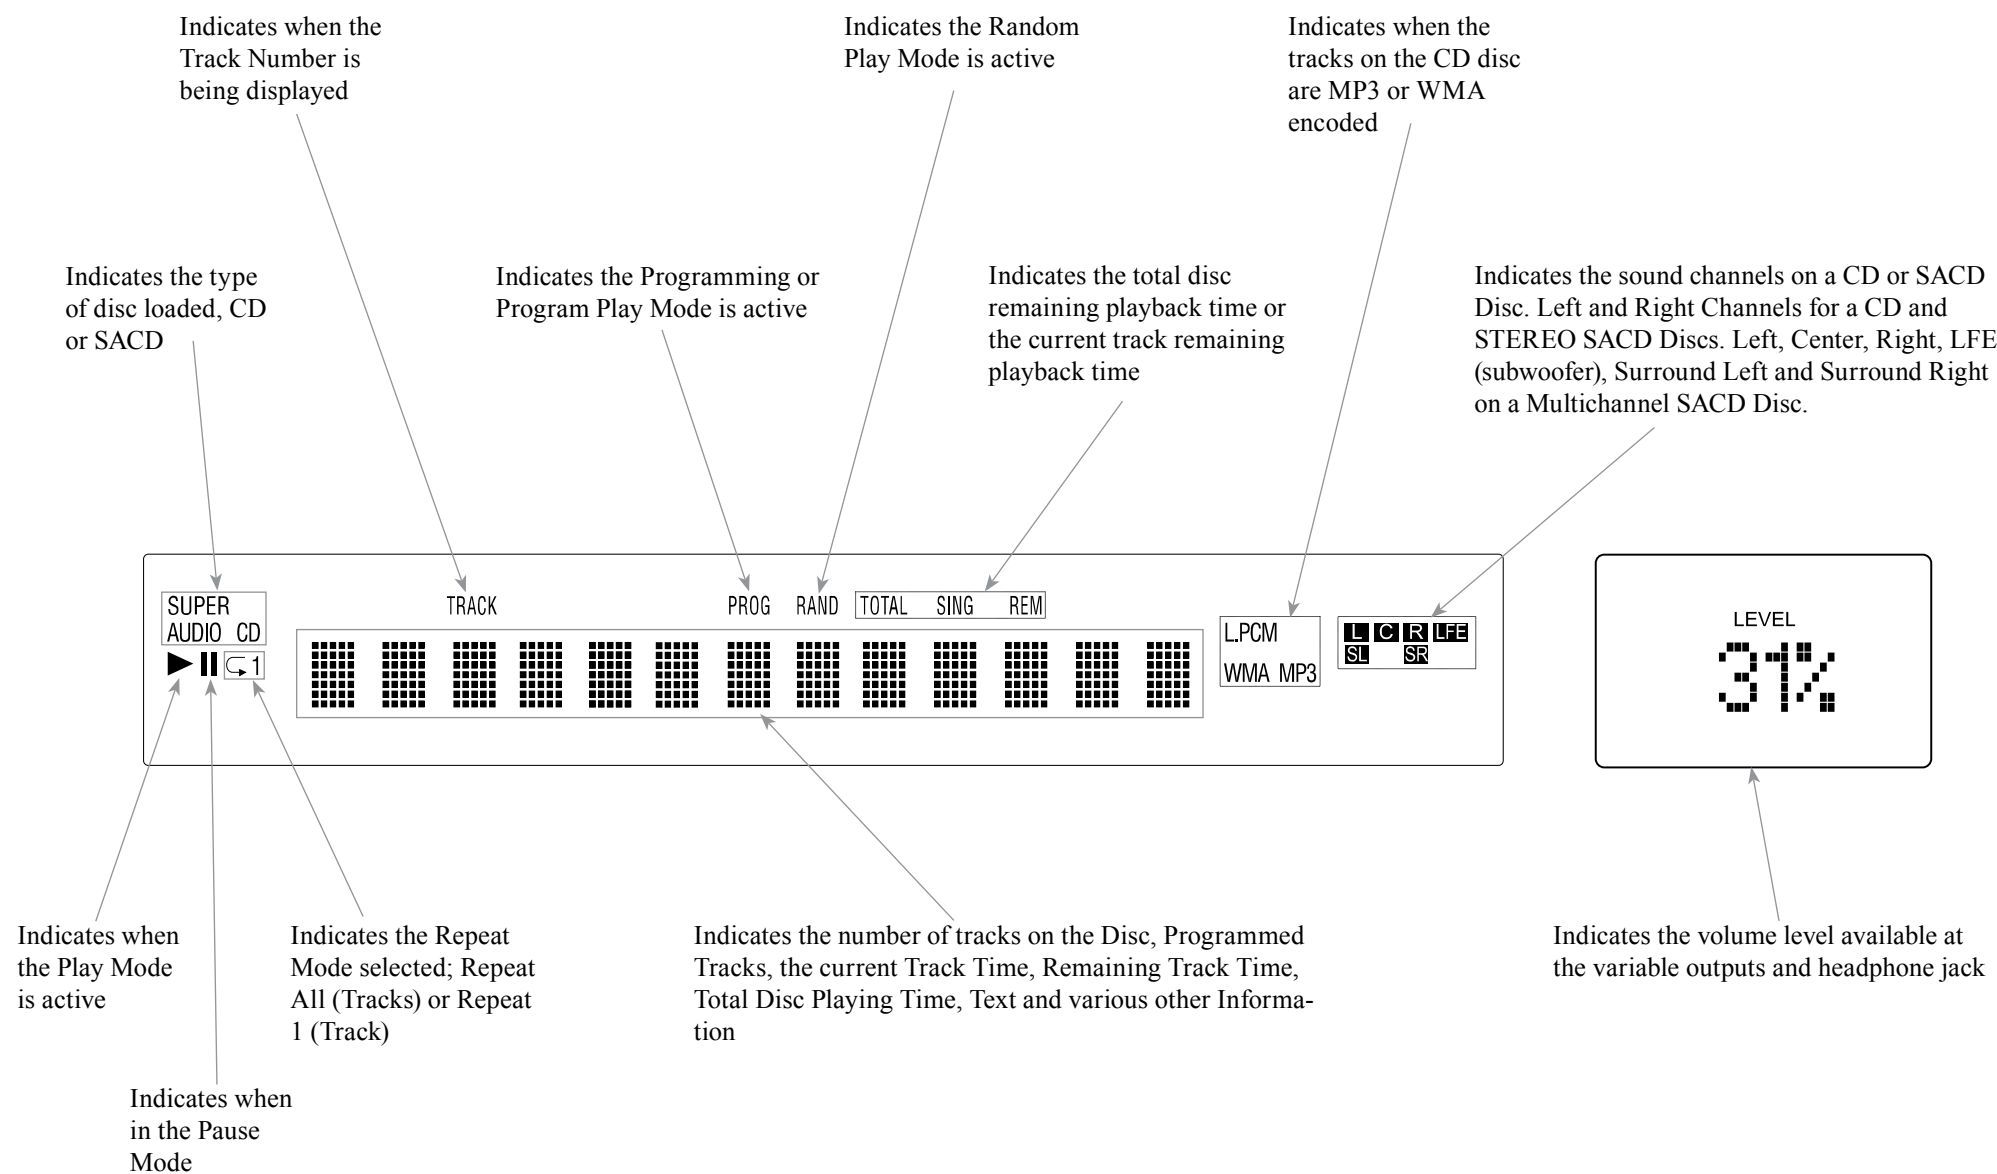 Indicates when the
Track Number is
being displayed
Indicates the Random
Play Mode is active
Indicates when the
tracks on the CD disc
are MP3 or WMA
encoded
Indicates the type
of disc loaded, CD
or SACD
Indicates the Programming or
Program Play Mode is active
Indicates the total disc
remaining playback time or
the current track remaining
playback time
Indicates the sound channels on a CD or SACD
Disc. Left and Right Channels for a CD and
STEREO SACD Discs. Left, Center, Right, LFE
(subwoofer), Surround Left and Surround Right
on a Multichannel SACD Disc.
SUPER
AUDIO CD
1
TRACK
PROG RAND TOTAL SING REM
L.PCM
WMA MP3
L C R LFE
SL SR
LEVEL
31%
Indicates when
the Play Mode
is active
Indicates the Repeat
Mode selected; Repeat
All (Tracks) or Repeat
1 (Track)
Indicates the number of tracks on the Disc, Programmed
Tracks, the current Track Time, Remaining Track Time,
Total Disc Playing Time, Text and various other Informa-
tion
Indicates the volume level available at
the variable outputs and headphone jack
Indicates when
in the Pause
Mode